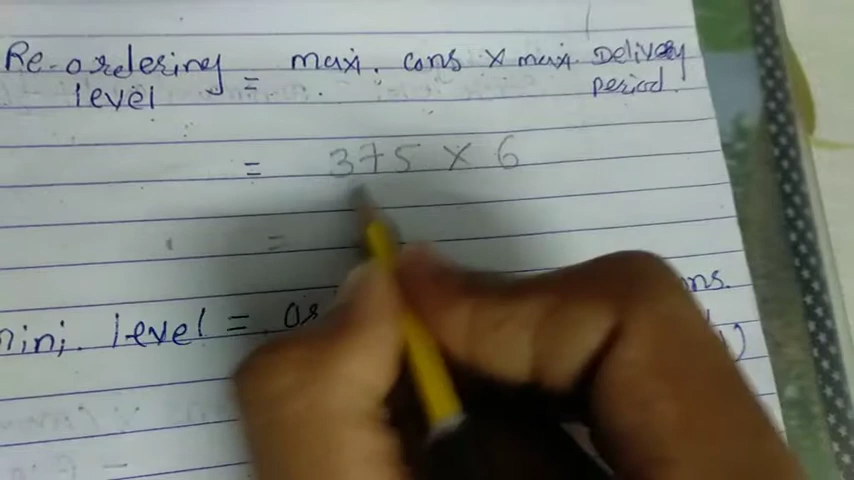 Re-ordering = maxi. cons x maxi. Delivery
level period.
= 375 x 6
=
mini. level =